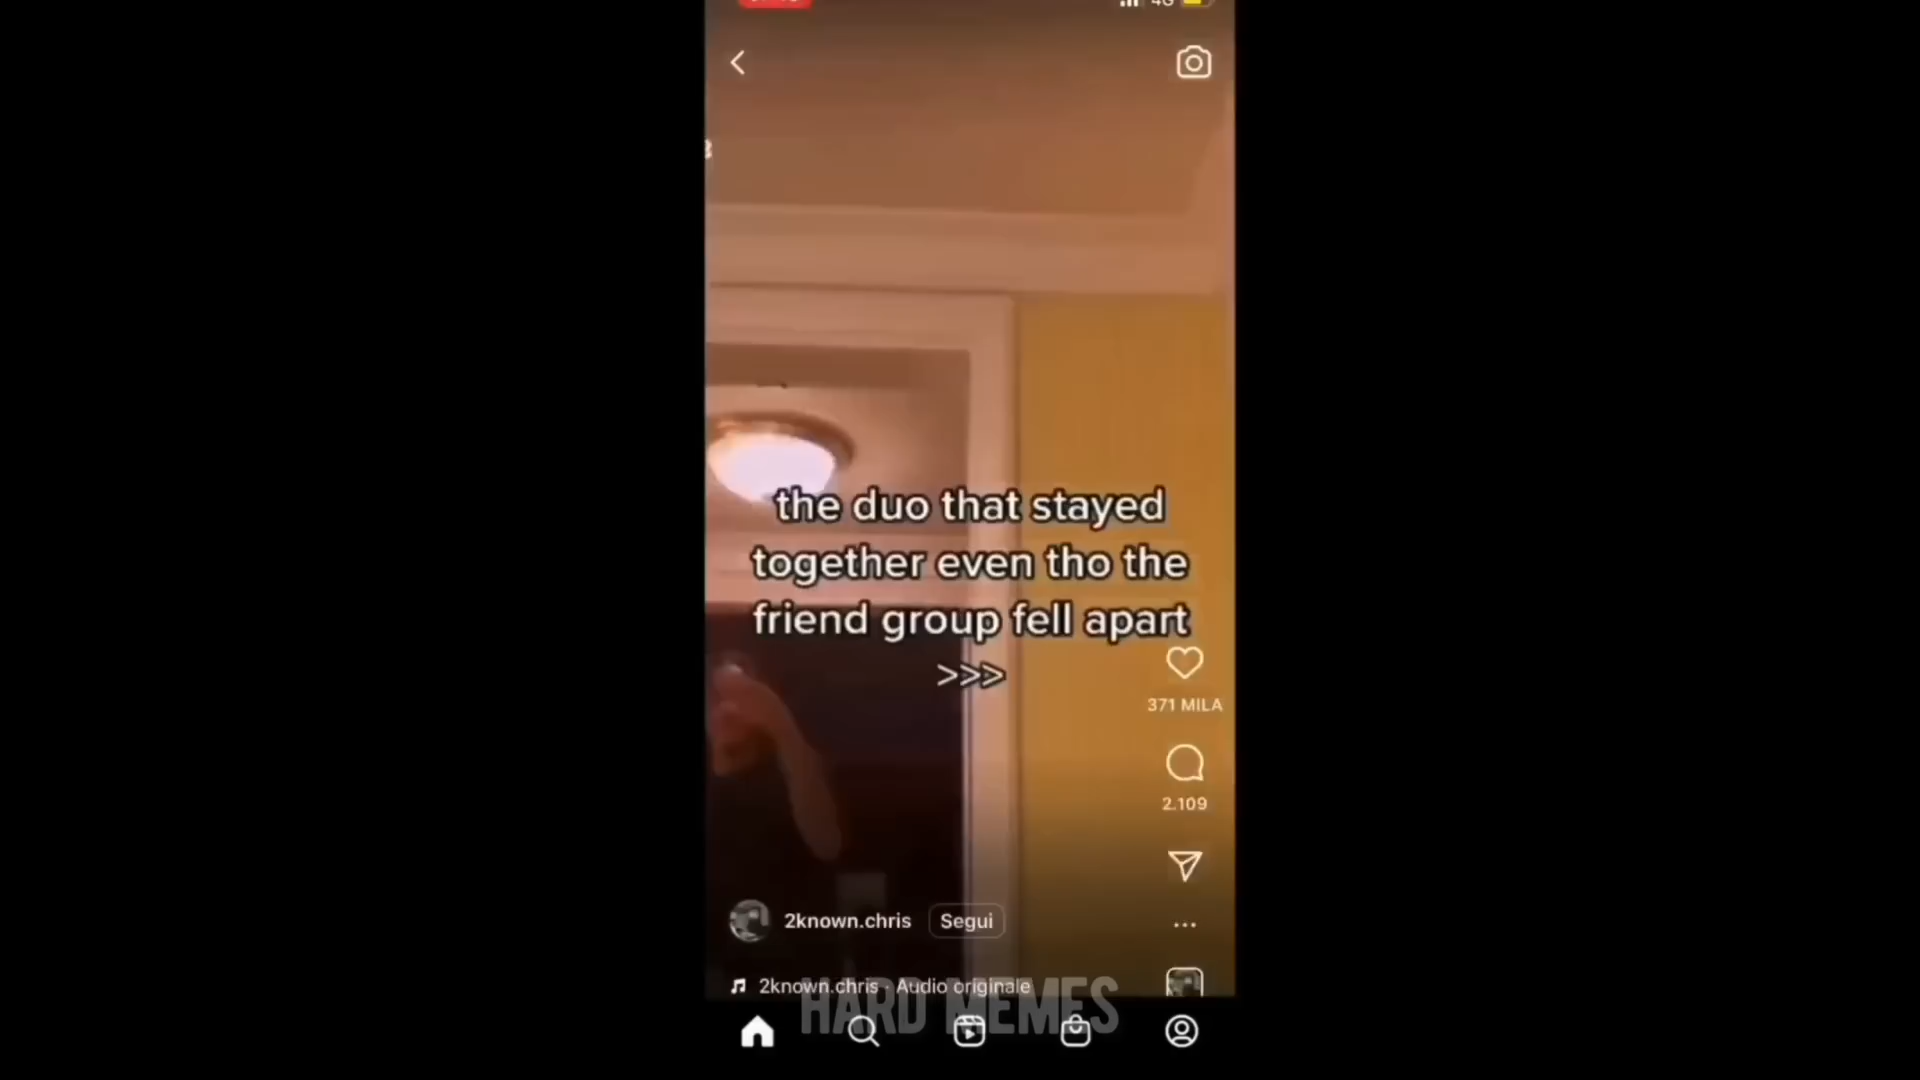 4G
the duo that stayed
together even tho the
friend group fell apart
>>>
371 MILA
2.109
2known.chris
Segui
2known.chris · Audio originale
HARD MEMES